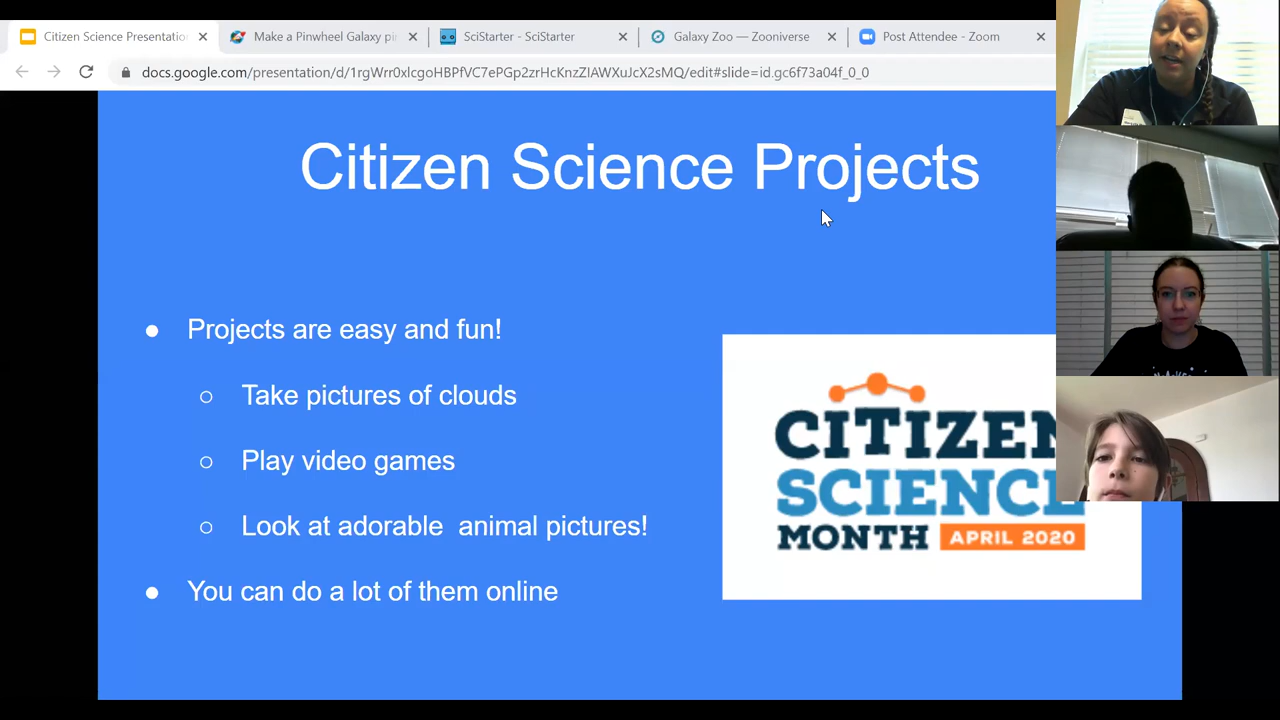 Citizen Science Presentatio
Make a Pinwheel Galaxy pi
SciStarter - SciStarter
Galaxy Zoo — Zooniverse
Post Attendee - Zoom
docs.google.com/presentation/d/1rgWrr0xlcgoHBPfVC7ePGp2zrHcKnzZlAWXuJcX2sMQ/edit#slide=id.gc6f73a04f_0_0
Citizen Science Projects
Projects are easy and fun!
Take pictures of clouds
Play video games
Look at adorable animal pictures!
You can do a lot of them online
CITIZEN
SCIENCE
MONTH APRIL 2020